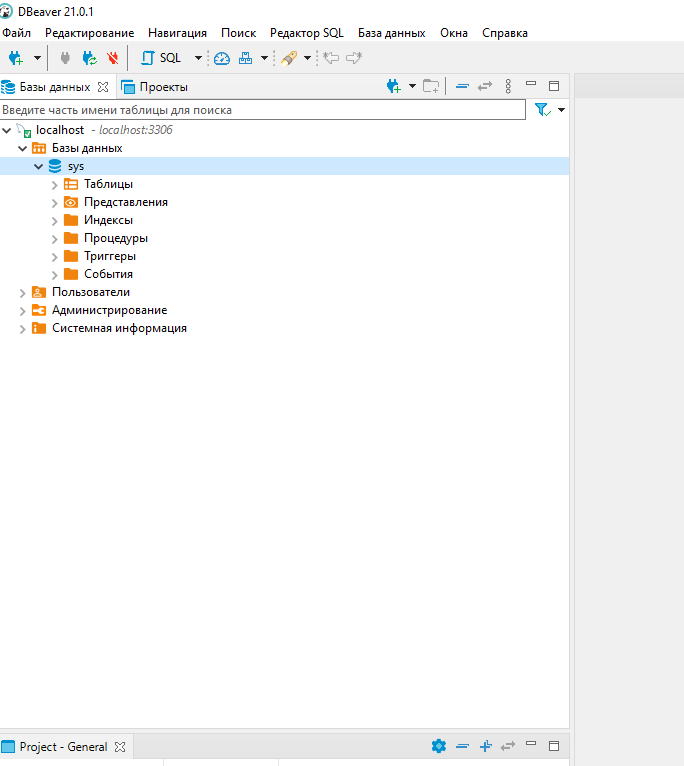 DBeaver 21.0.1
Файл Редактирование Навигация Поиск Редактор SQL База данных Окна Справка
SQL
Базы данных Проекты
Введите часть имени таблицы для поиска
localhost - localhost:3306
Базы данных
sys
Таблицы
Представления
Индексы
Процедуры
Триггеры
События
Пользователи
Администрирование
Системная информация
Project - General